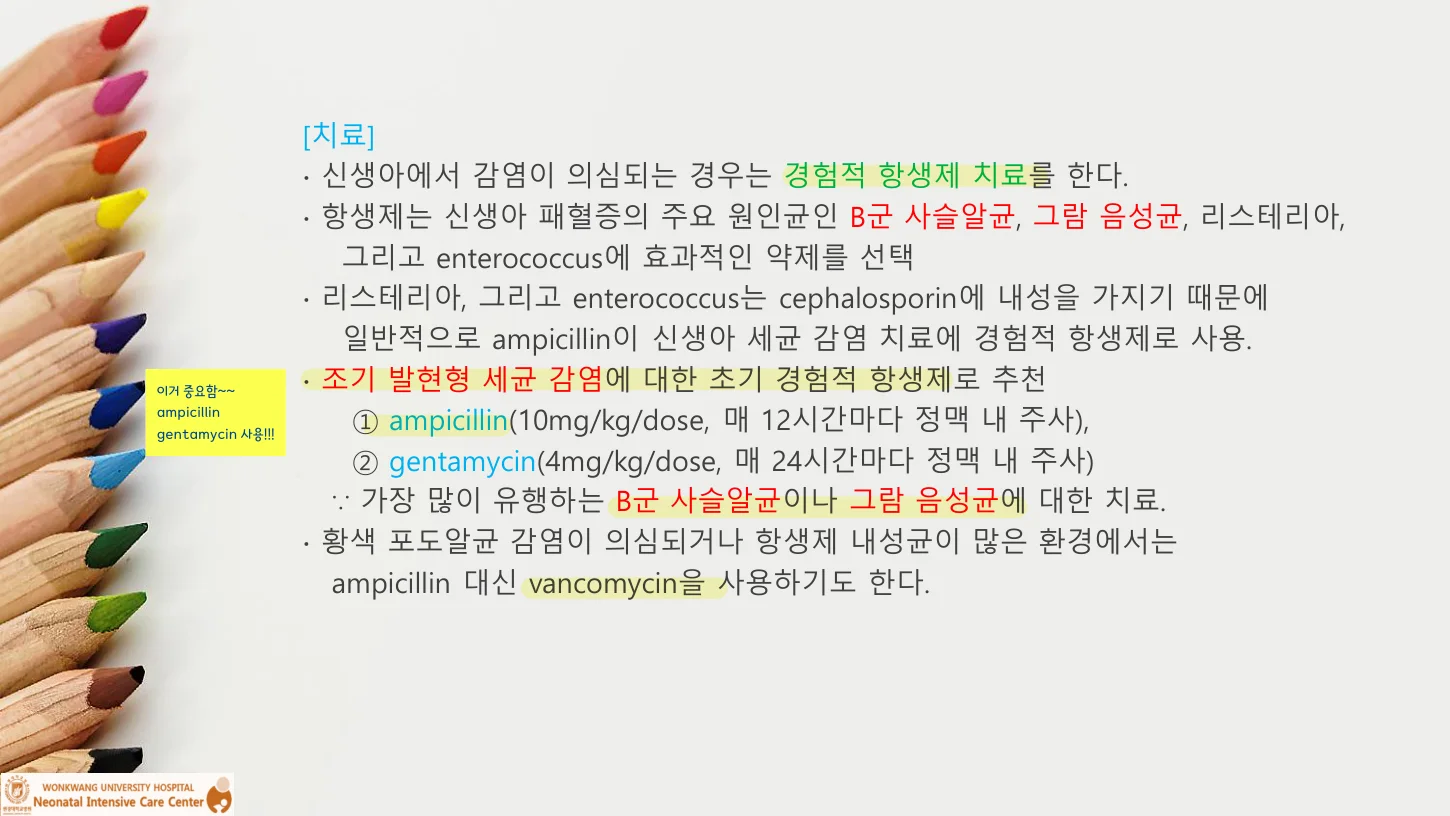 [치료]
· 신생아에서 감염이 의심되는 경우는 경험적 항생제 치료를 한다.
· 항생제는 신생아 패혈증의 주요 원인균인 B군 사슬알균, 그람 음성균, 리스테리아,
그리고 enterococcus에 효과적인 약제를 선택
· 리스테리아, 그리고 enterococcus는 cephalosporin에 내성을 가지기 때문에
일반적으로 ampicillin이 신생아 세균 감염 치료에 경험적 항생제로 사용.
· 조기 발현형 세균 감염에 대한 초기 경험적 항생제로 추천
① ampicillin(10mg/kg/dose, 매 12시간마다 정맥 내 주사),
② gentamycin(4mg/kg/dose, 매 24시간마다 정맥 내 주사)
∵ 가장 많이 유행하는 B군 사슬알균이나 그람 음성균에 대한 치료.
· 황색 포도알균 감염이 의심되거나 항생제 내성균이 많은 환경에서는
ampicillin 대신 vancomycin을 사용하기도 한다.
이거 중요함~~
ampicillin
gentamycin 사용!!!
WONKWANG UNIVERSITY HOSPITAL
Neonatal Intensive Care Center